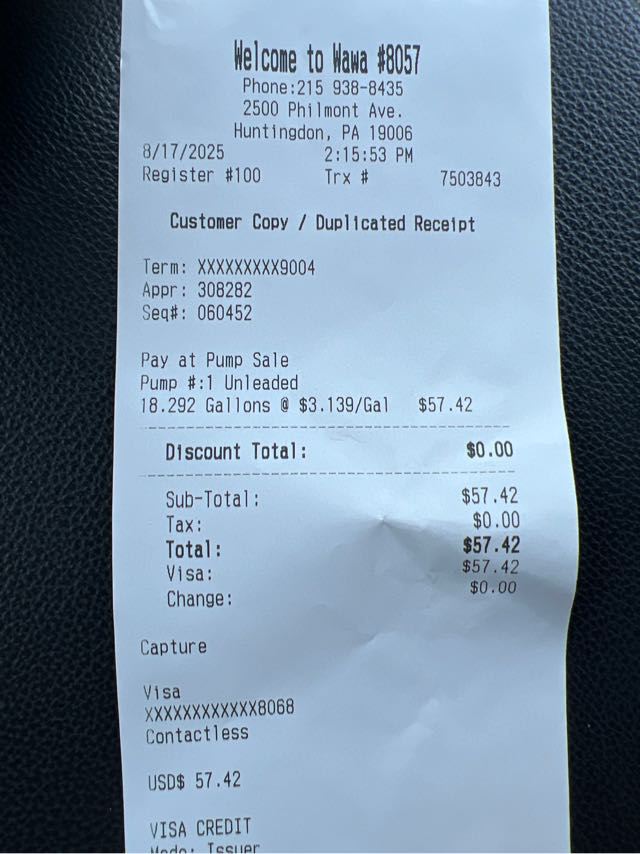 Welcome to Wawa #8057
Phone:215 938-8435
2500 Philmont Ave.
Huntingdon, PA 19006
8/17/2025 2:15:53 PM
Register #100 Trx # 7503843
Customer Copy / Duplicated Receipt
Term: XXXXXXXXX9004
Appr: 308282
Seq#: 060452
Pay at Pump Sale
Pump #:1 Unleaded
18.292 Gallons @ $3.139/Gal $57.42
Discount Total: $0.00
Sub-Total: $57.42
Tax: $0.00
Total: $57.42
Visa: $57.42
Change: $0.00
Capture
Visa
XXXXXXXXXXXX8068
Contactless
USD$ 57.42
VISA CREDIT
Mode: Issuer